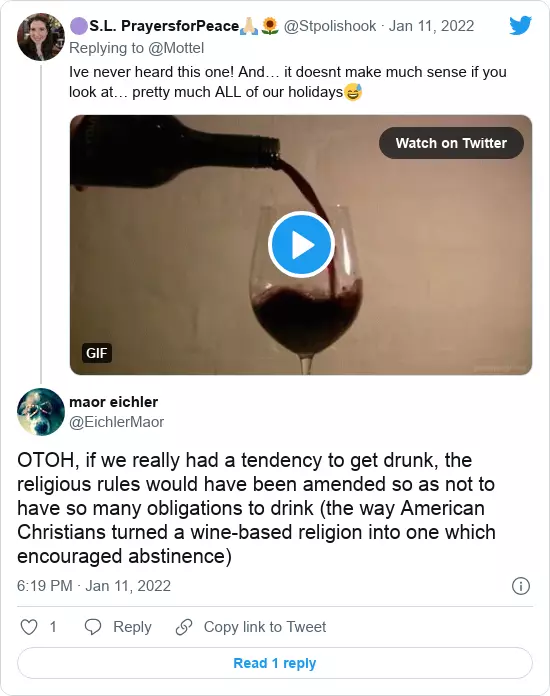 S.L. PrayersforPeace🙏🏻🌻 @Stpolishook · Jan 11, 2022
Replying to @Mottel
Ive never heard this one! And… it doesnt make much sense if you
look at… pretty much ALL of our holidays😅
Watch on Twitter
GIF
maor eichler
@EichlerMaor
OTOH, if we really had a tendency to get drunk, the
religious rules would have been amended so as not to
have so many obligations to drink (the way American
Christians turned a wine-based religion into one which
encouraged abstinence)
6:19 PM · Jan 11, 2022
1 Reply Copy link to Tweet
Read 1 reply